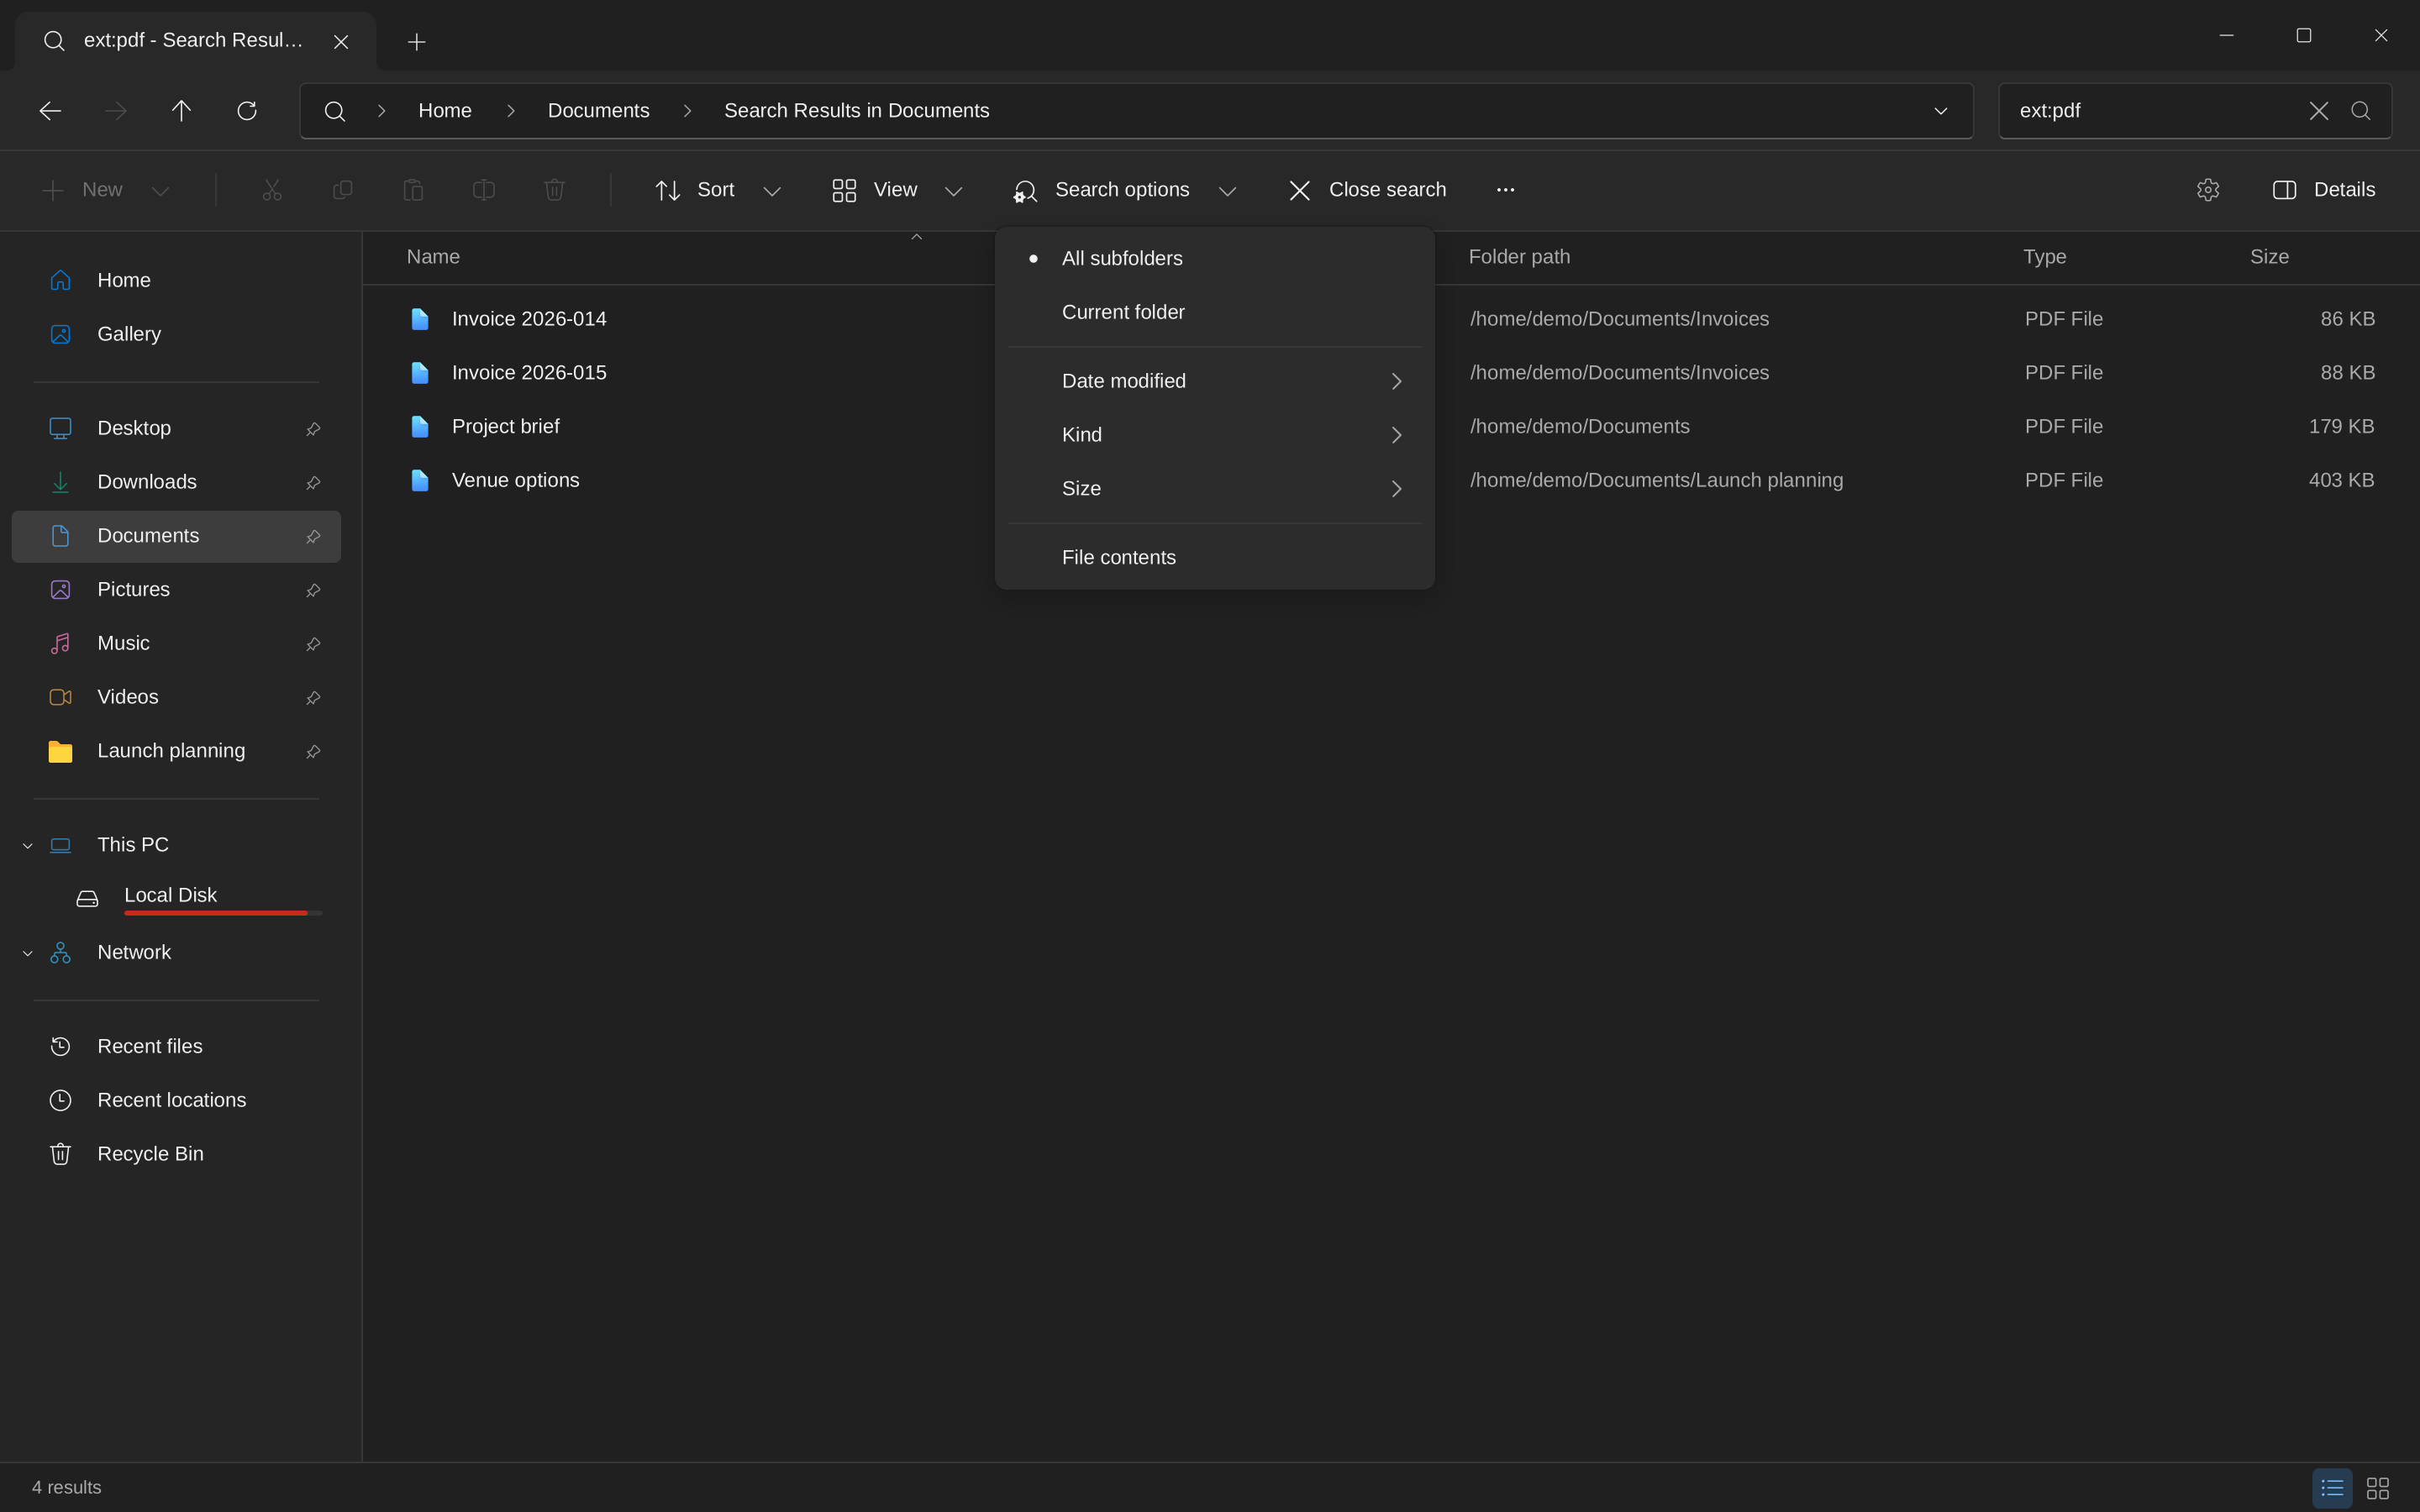 ext:pdf - Search Resul…
Home
Documents
Search Results in Documents
ext:pdf
New
Sort
View
Search options
Close search
Details
Home
Gallery
Desktop
Downloads
Documents
Pictures
Music
Videos
Launch planning
This PC
Local Disk
Network
Recent files
Recent locations
Recycle Bin
Name
Folder path
Type
Size
Invoice 2026-014
/home/demo/Documents/Invoices
PDF File
86 KB
Invoice 2026-015
/home/demo/Documents/Invoices
PDF File
88 KB
Project brief
/home/demo/Documents
PDF File
179 KB
Venue options
/home/demo/Documents/Launch planning
PDF File
403 KB
All subfolders
Current folder
Date modified
Kind
Size
File contents
4 results